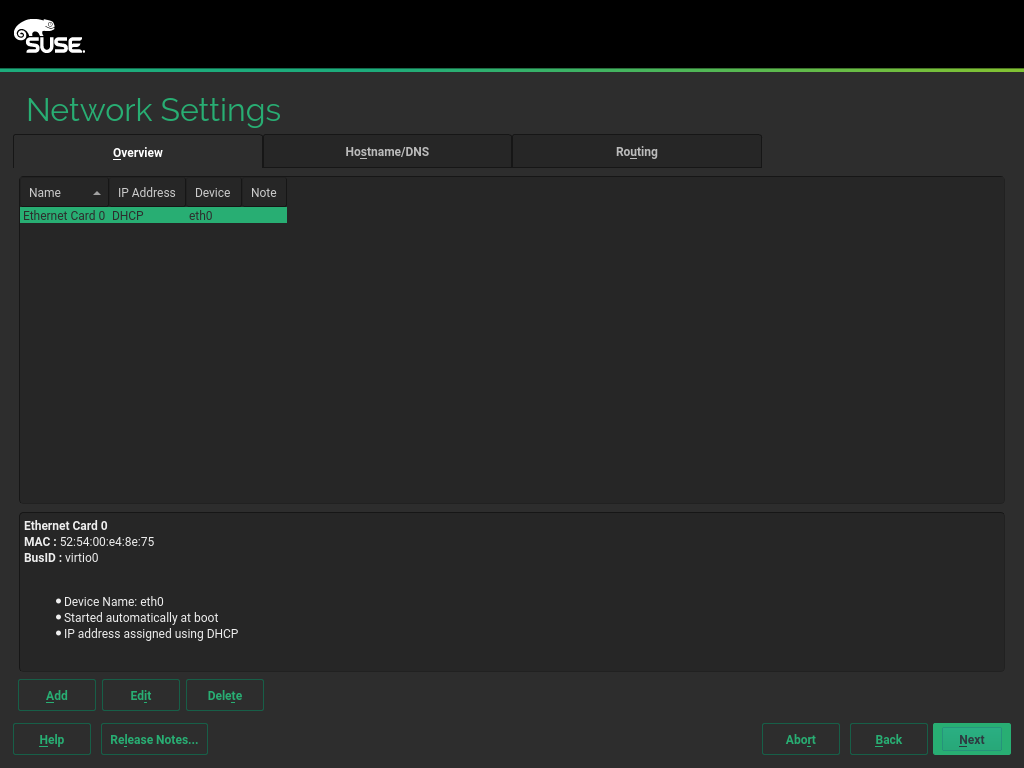 SUSE.
Network Settings
Overview Hostname/DNS Routing
Name IP Address Device Note
Ethernet Card 0 DHCP eth0
Ethernet Card 0
MAC : 52:54:00:e4:8e:75
BusID : virtio0
Device Name: eth0
Started automatically at boot
IP address assigned using DHCP
Add Edit Delete
Help Release Notes... Abort Back Next